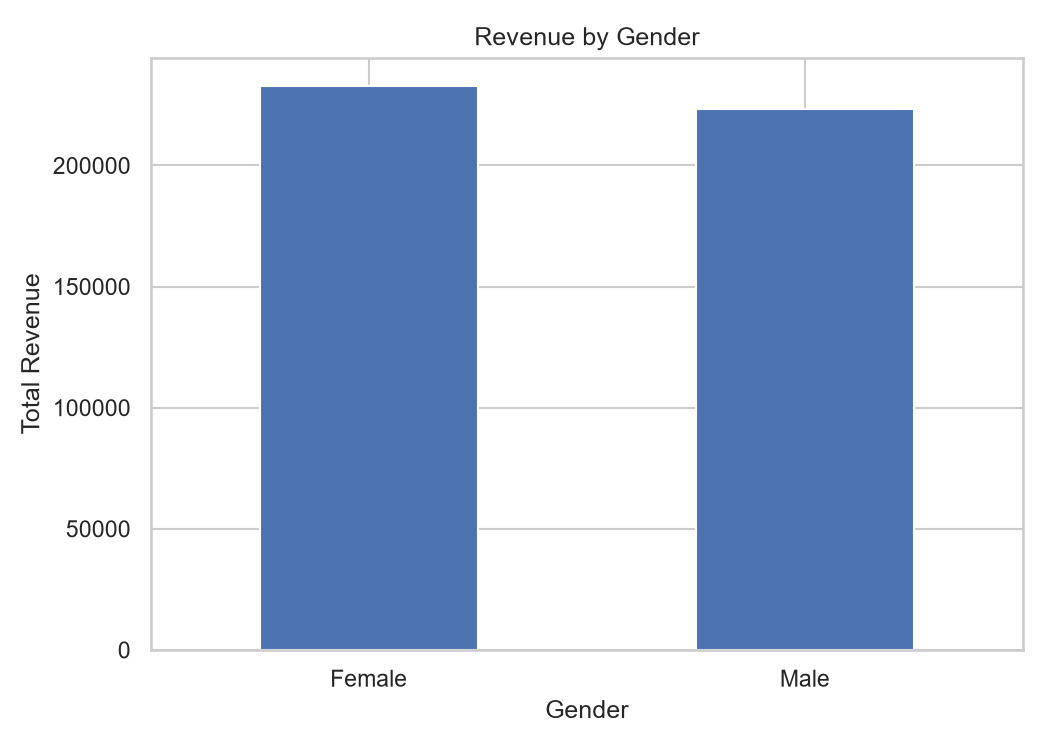 Revenue by Gender
Total Revenue
200000
150000
100000
50000
0
Female
Male
Gender